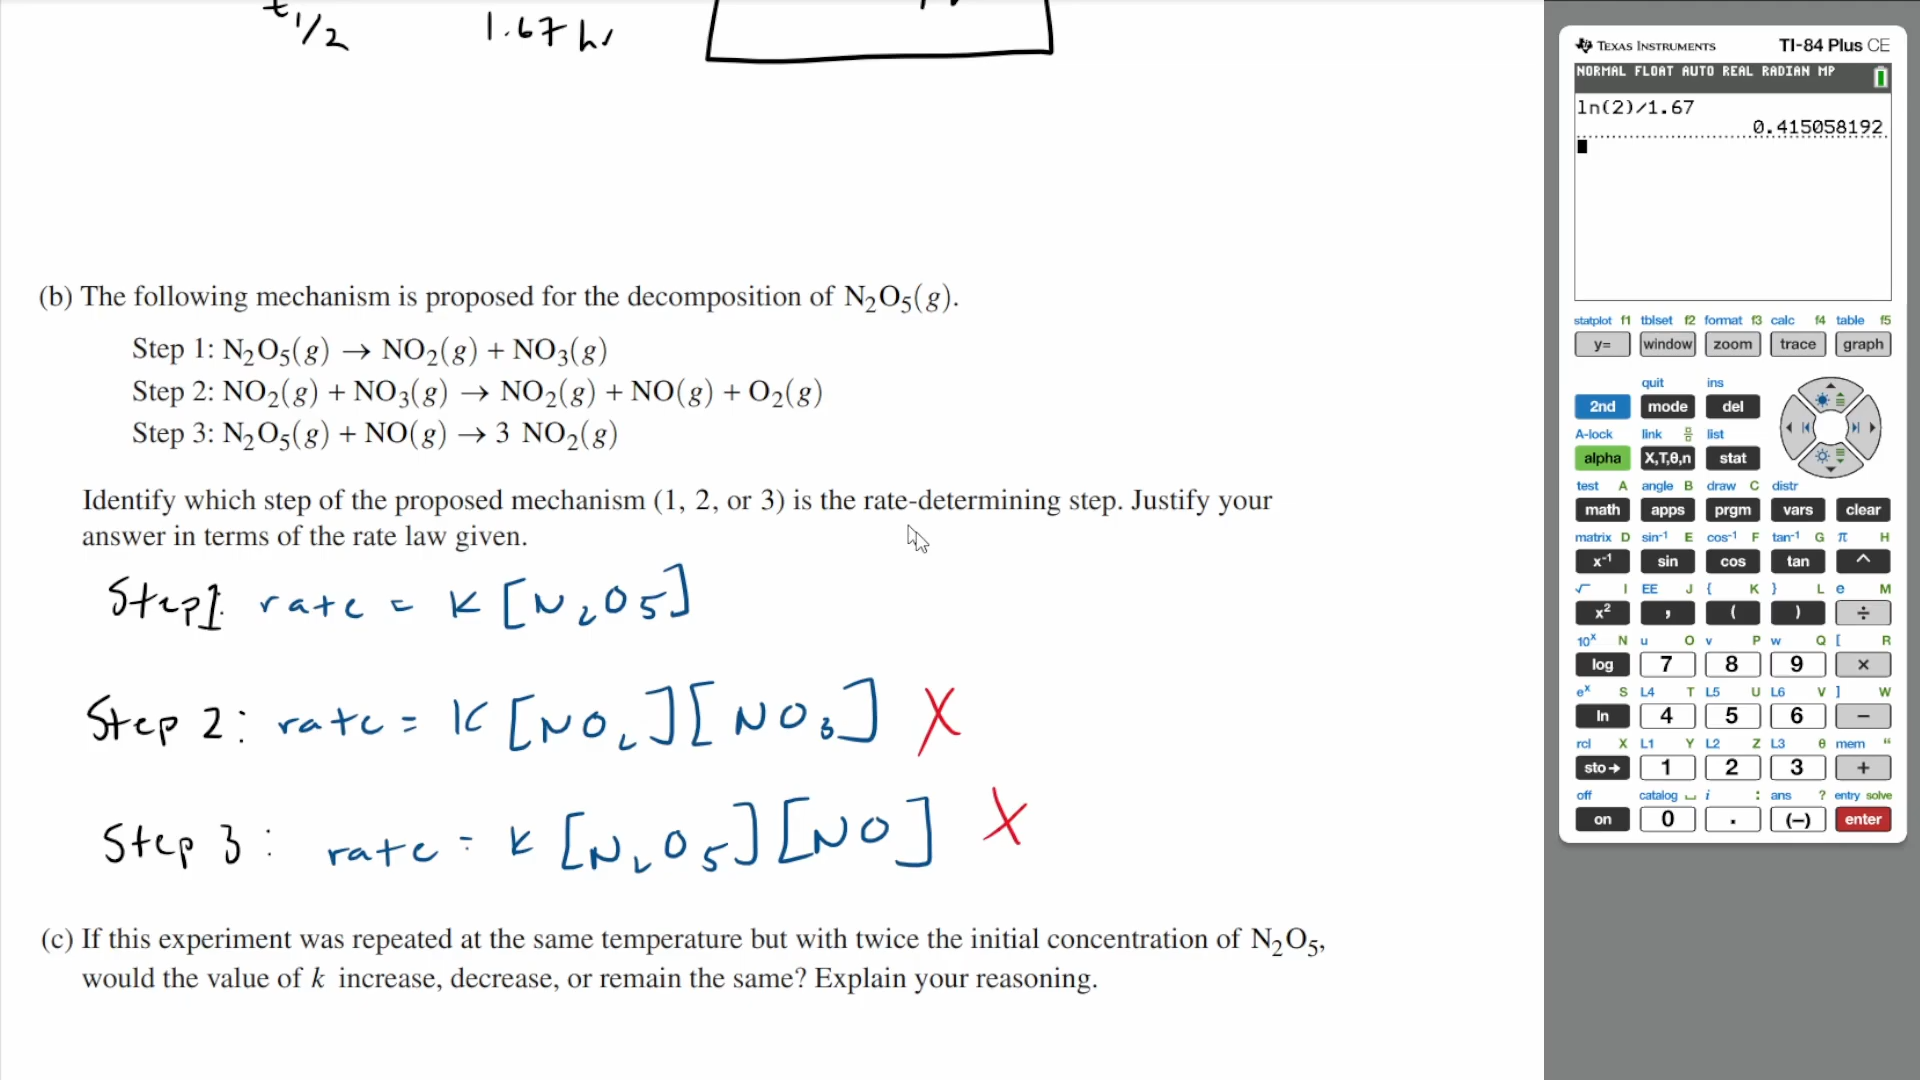 t1/2 1.67 hr
(b) The following mechanism is proposed for the decomposition of N₂O₅(g).
Step 1: N₂O₅(g) → NO₂(g) + NO₃(g)
Step 2: NO₂(g) + NO₃(g) → NO₂(g) + NO(g) + O₂(g)
Step 3: N₂O₅(g) + NO(g) → 3 NO₂(g)
Identify which step of the proposed mechanism (1, 2, or 3) is the rate-determining step. Justify your
answer in terms of the rate law given.
Step 1: rate = k [N₂O₅]
Step 2: rate = k [NO₂][NO₃] X
Step 3: rate = k [N₂O₅][NO] X
(c) If this experiment was repeated at the same temperature but with twice the initial concentration of N₂O₅,
would the value of k increase, decrease, or remain the same? Explain your reasoning.
TEXAS INSTRUMENTS TI-84 Plus CE
NORMAL FLOAT AUTO REAL RADIAN MP
ln(2)/1.67
0.415058192
statplot f1 tblset f2 format f3 calc f4 table f5
y= window zoom trace graph
quit ins
2nd mode del
A-lock link list
alpha X,T,θ,n stat
test A angle B draw C distr
math apps prgm vars clear
matrix D sin⁻¹ E cos⁻¹ F tan⁻¹ G π H
x⁻¹ sin cos tan ^
√ I EE J { K } L e M
x² , ( ) ÷
10ˣ N u O v P w Q [ R
log 7 8 9 ×
eˣ S L4 T L5 U L6 V ] W
ln 4 5 6 −
rcl X L1 Y L2 Z L3 θ mem "
sto→ 1 2 3 +
off catalog ⎵ i : ans ? entry solve
on 0 . (−) enter